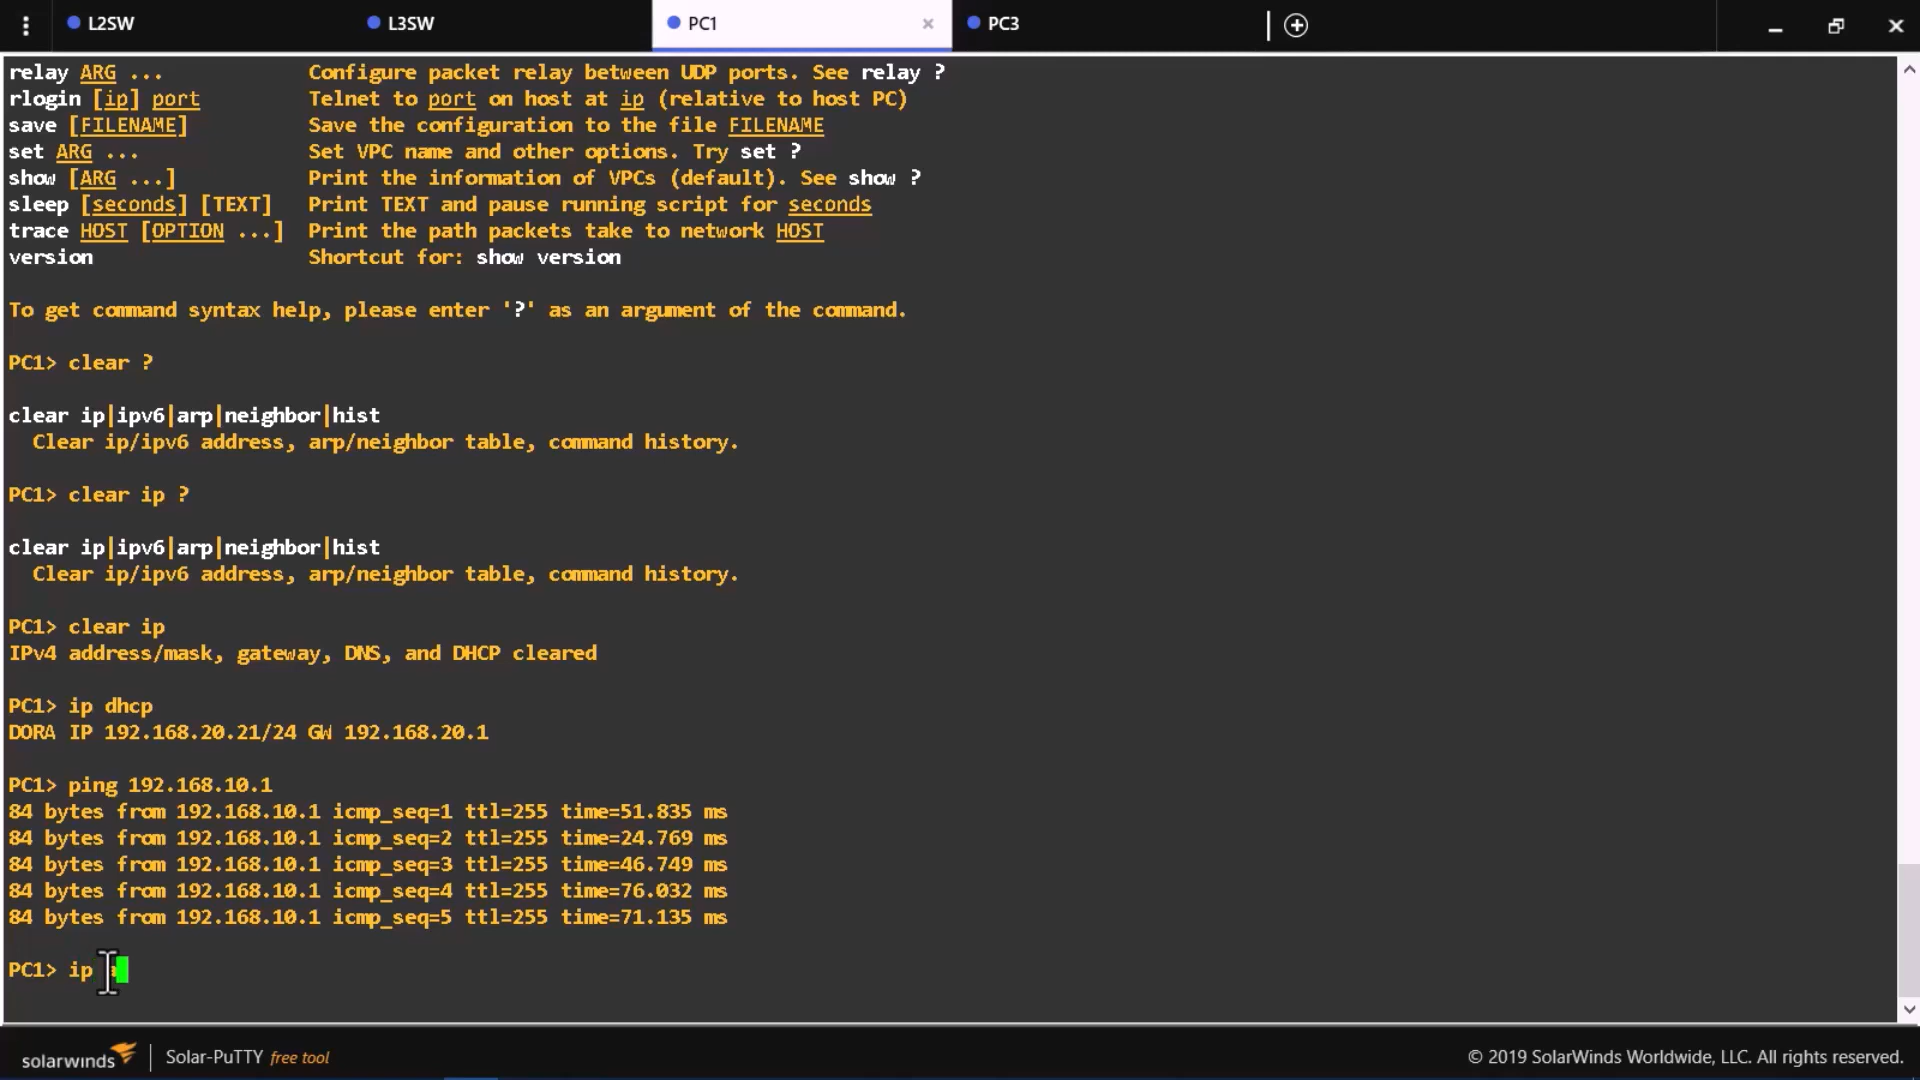 L2SW L3SW PC1 × PC3
relay ARG ... Configure packet relay between UDP ports. See relay ?
rlogin [ip] port Telnet to port on host at ip (relative to host PC)
save [FILENAME] Save the configuration to the file FILENAME
set ARG ... Set VPC name and other options. Try set ?
show [ARG ...] Print the information of VPCs (default). See show ?
sleep [seconds] [TEXT] Print TEXT and pause running script for seconds
trace HOST [OPTION ...] Print the path packets take to network HOST
version Shortcut for: show version
To get command syntax help, please enter '?' as an argument of the command.
PC1> clear ?
clear ip|ipv6|arp|neighbor|hist
Clear ip/ipv6 address, arp/neighbor table, command history.
PC1> clear ip ?
clear ip|ipv6|arp|neighbor|hist
Clear ip/ipv6 address, arp/neighbor table, command history.
PC1> clear ip
IPv4 address/mask, gateway, DNS, and DHCP cleared
PC1> ip dhcp
DORA IP 192.168.20.21/24 GW 192.168.20.1
PC1> ping 192.168.10.1
84 bytes from 192.168.10.1 icmp_seq=1 ttl=255 time=51.835 ms
84 bytes from 192.168.10.1 icmp_seq=2 ttl=255 time=24.769 ms
84 bytes from 192.168.10.1 icmp_seq=3 ttl=255 time=46.749 ms
84 bytes from 192.168.10.1 icmp_seq=4 ttl=255 time=76.032 ms
84 bytes from 192.168.10.1 icmp_seq=5 ttl=255 time=71.135 ms
PC1> ip
solarwinds Solar-PuTTY free tool © 2019 SolarWinds Worldwide, LLC. All rights reserved.